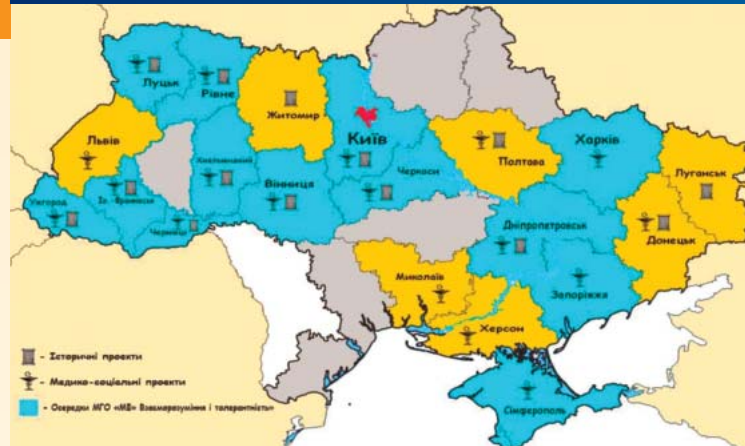 Луцьк
Рівне
Житомир
Київ
Львів
Хмельницький
Вінниця
Черкаси
Полтава
Харків
Луганськ
Донецьк
Ужгород
Ів. Франківськ
Чернівці
Дніпропетровськ
Запоріжжя
Миколаїв
Херсон
Сімферополь
- Історичні проекти
- Медико-соціальні проекти
- Осередки МГО «МВ» Взаєморозуміння і толерантність»